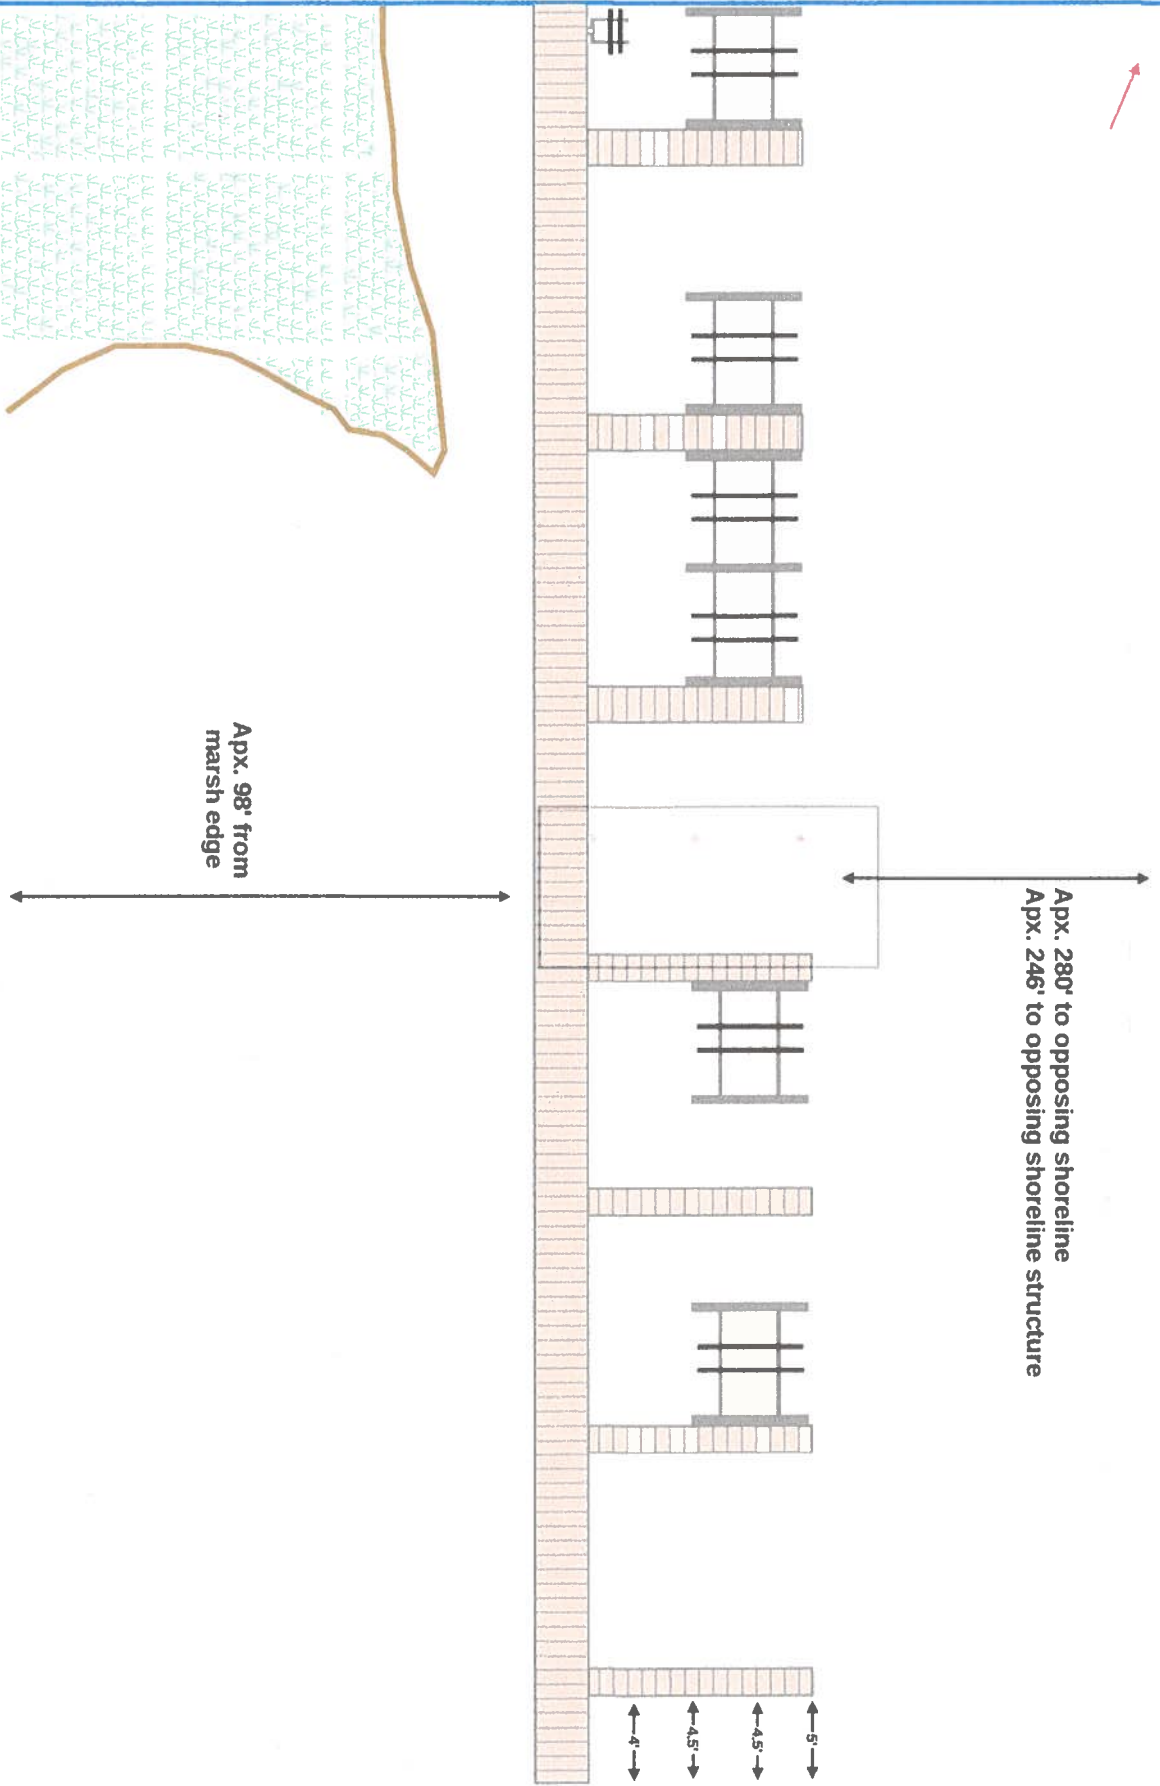 Apx. 280' to opposing shoreline
Apx. 246' to opposing shoreline structure
Apx. 98' from
marsh edge
5'
4.5'
4.5'
4'